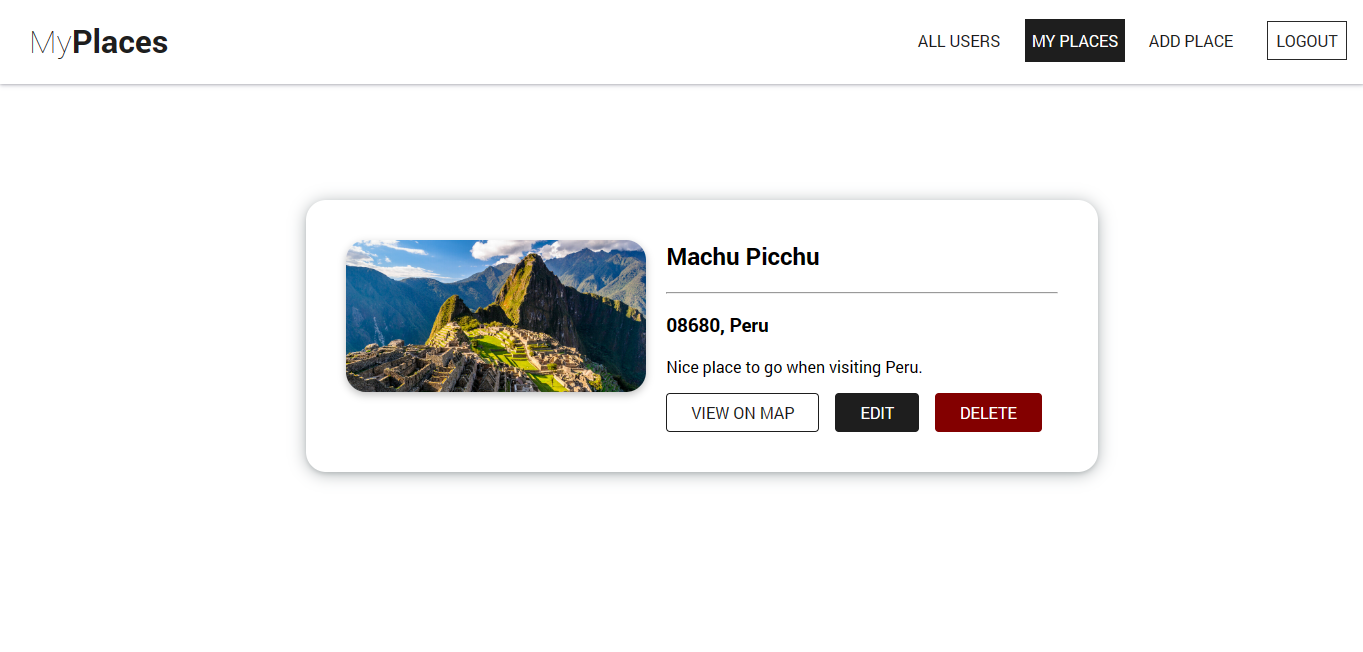 MyPlaces
ALL USERS MY PLACES ADD PLACE LOGOUT
Machu Picchu
08680, Peru
Nice place to go when visiting Peru.
VIEW ON MAP EDIT DELETE